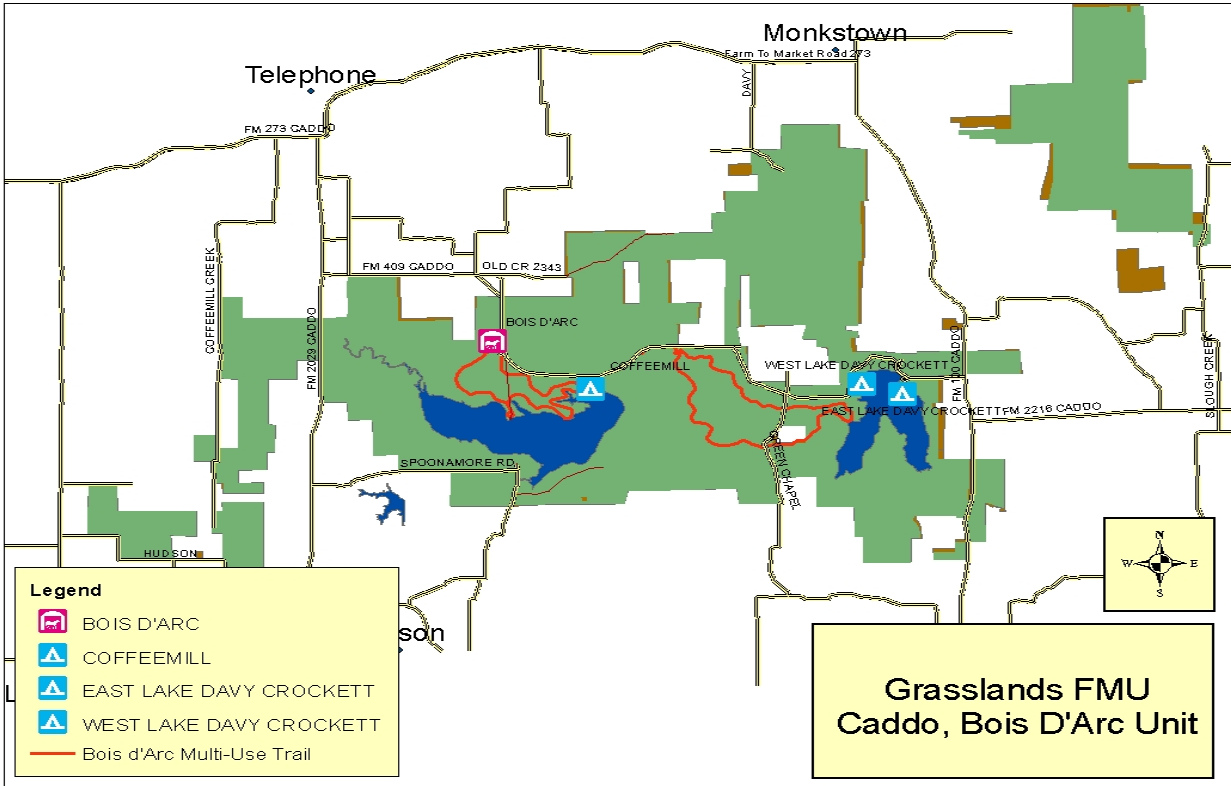 Monkstown
Farm To Market Road 273
Telephone
DAVY
FM 273 CADDO
COFFEEMILL CREEK
FM 409 CADDO
OLD CR 2343
FM 2029 CADDO
BOIS D'ARC
COFFEEMILL
WEST LAKE DAVY CROCKETT
EAST LAKE DAVY CROCKETT
FM 100 CADDO
FM 2216 CADDO
SLOUGH CREEK
GREEN CHAPEL
SPOONAMORE RD
HUDSON
son
L
N
W E
S
Legend
BOIS D'ARC
COFFEEMILL
EAST LAKE DAVY CROCKETT
WEST LAKE DAVY CROCKETT
Bois d'Arc Multi-Use Trail
Grasslands FMU
Caddo, Bois D'Arc Unit